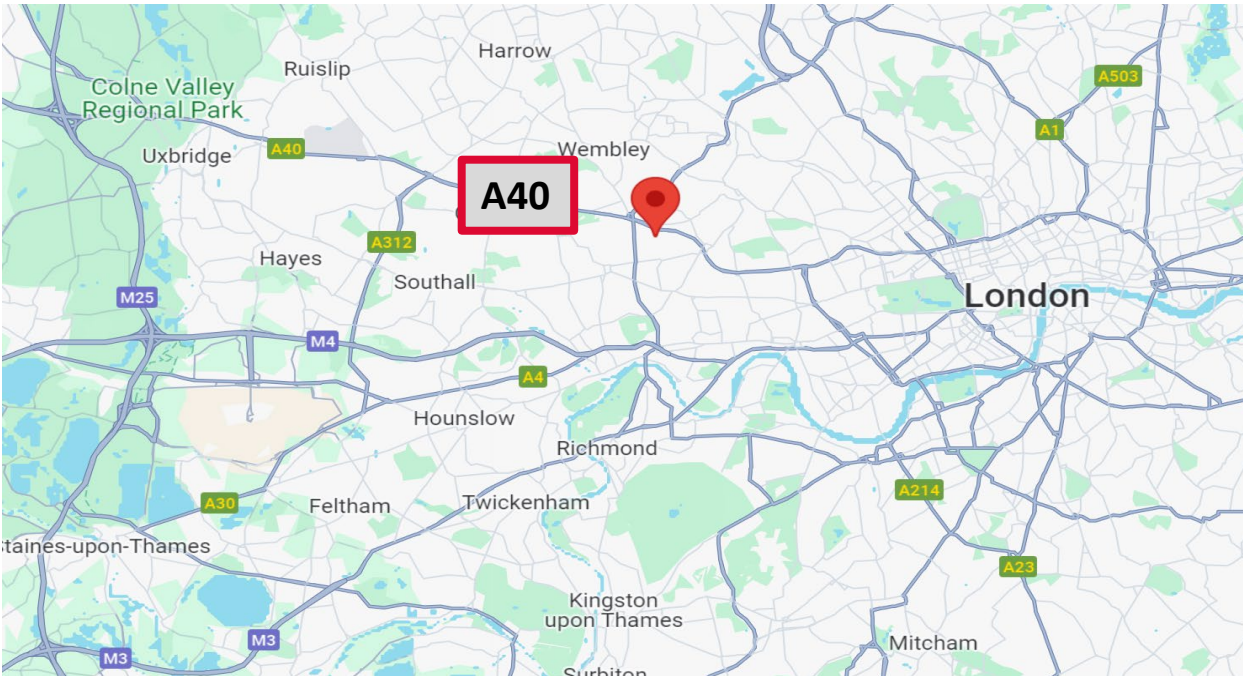 Harrow
Ruislip
A503
Colne Valley
Regional Park
A1
A40
Wembley
Uxbridge
A40
A312
Hayes
Southall
London
M25
M4
A4
Hounslow
Richmond
A214
A30
Feltham
Twickenham
taines-upon-Thames
A23
Kingston
upon Thames
M3
Mitcham
M3
Surbiton